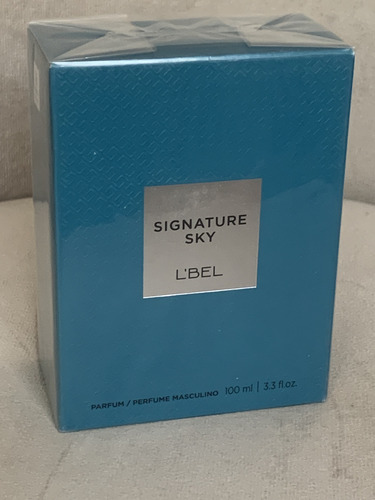 SIGNATURE
SKY
L'BEL
PARFUM / PERFUME MASCULINO 100 ml | 3.3 fl.oz.